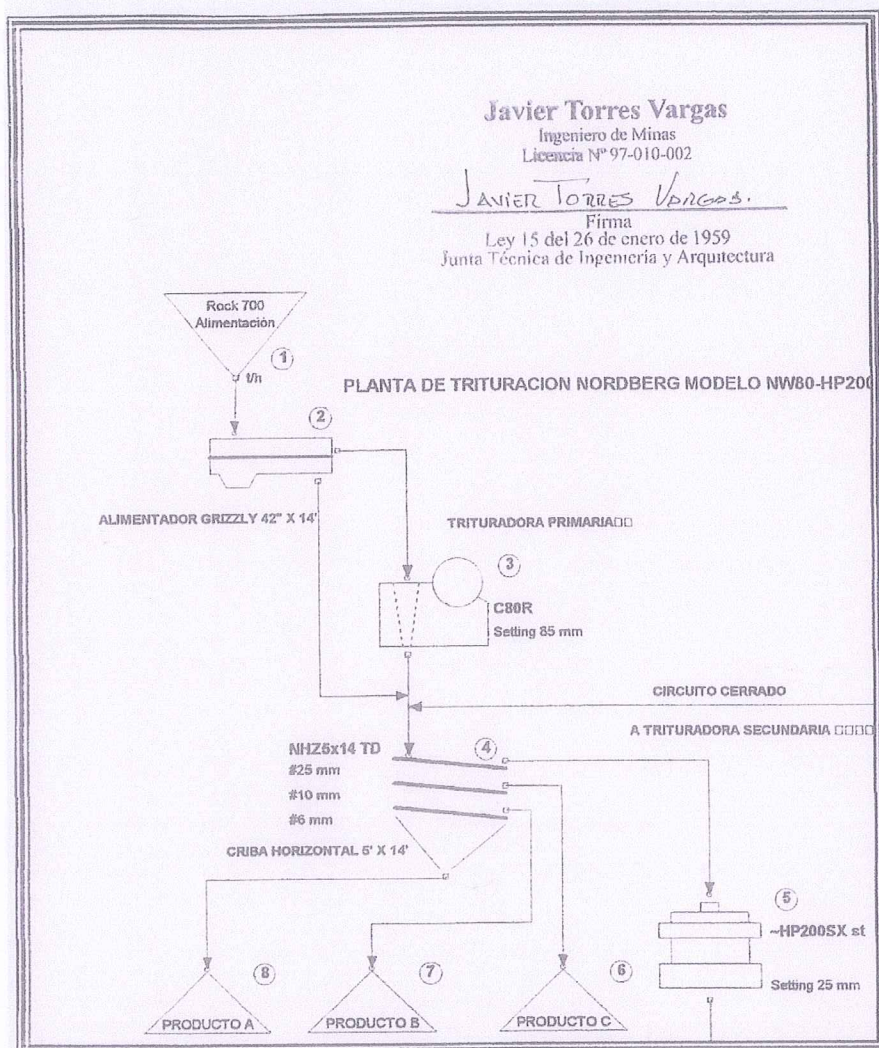 Javier Torres Vargas
Ingeniero de Minas
Licencia Nº 97-010-002
JAVIER TORRES VARGAS.
Firma
Ley 15 del 26 de enero de 1959
Junta Técnica de Ingeniería y Arquitectura
Rock 700
Alimentación
1
t/h
PLANTA DE TRITURACION NORDBERG MODELO NW80-HP200
2
ALIMENTADOR GRIZZLY 42" X 14'
TRITURADORA PRIMARIA□□
3
C80R
Setting 85 mm
CIRCUITO CERRADO
A TRITURADORA SECUNDARIA □□□□
NHZ5x14 TD
4
#25 mm
#10 mm
#6 mm
CRIBA HORIZONTAL 5' X 14'
5
~HP200SX st
Setting 25 mm
8
7
6
PRODUCTO A
PRODUCTO B
PRODUCTO C